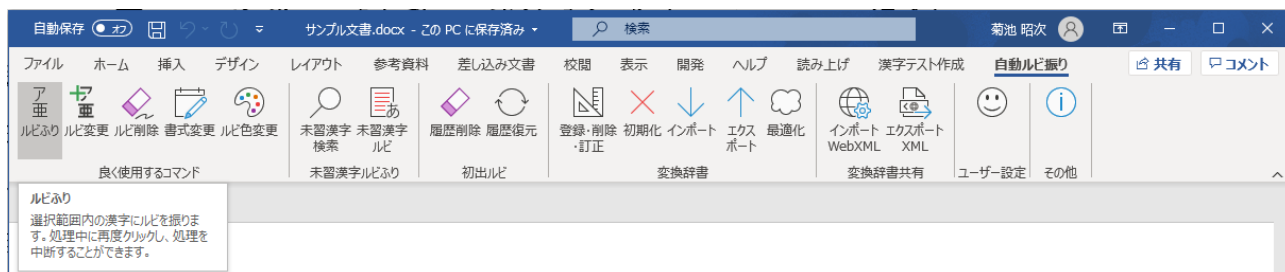 自動保存 オフ サンプル文書.docx - この PC に保存済み 検索 菊池 昭次
ファイル ホーム 挿入 デザイン レイアウト 参考資料 差し込み文書 校閲 表示 開発 ヘルプ 読み上げ 漢字テスト作成 自動ルビ振り 共有 コメント
ア亜 ア亜 あ
ルビふり ルビ変更 ルビ削除 書式変更 ルビ色変更 未習漢字 未習漢字 履歴削除 履歴復元 登録・削除 初期化 インポート エクス 最適化 インポート エクスポート
検索 ルビ ・訂正 ポート WebXML XML
良く使用するコマンド 未習漢字ルビふり 初出ルビ 変換辞書 変換辞書共有 ユーザー設定 その他
ルビふり
選択範囲内の漢字にルビを振りま
す。処理中に再度クリックし、処理を
中断することができます。